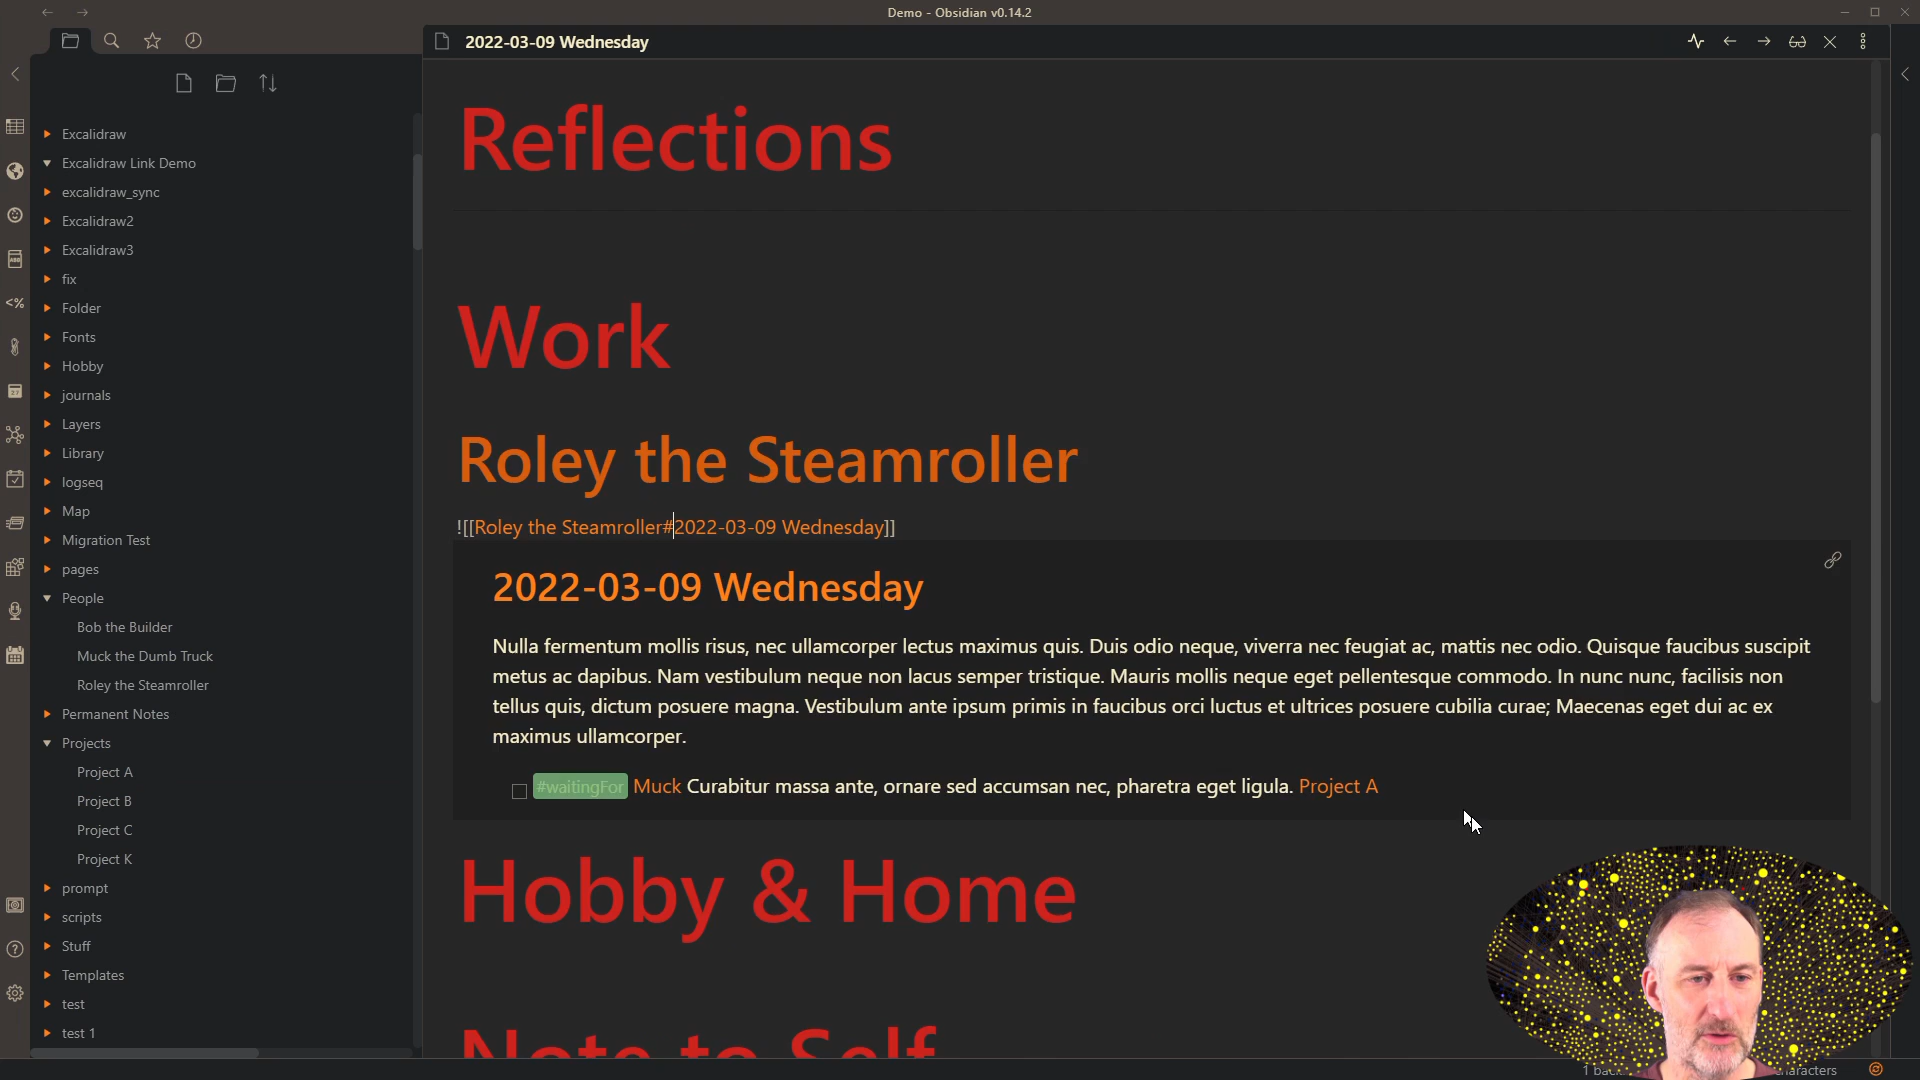 Demo - Obsidian v0.14.2
2022-03-09 Wednesday
Excalidraw
Excalidraw Link Demo
excalidraw_sync
Excalidraw2
Excalidraw3
fix
Folder
Fonts
Hobby
journals
Layers
Library
logseq
Map
Migration Test
pages
People
Bob the Builder
Muck the Dumb Truck
Roley the Steamroller
Permanent Notes
Projects
Project A
Project B
Project C
Project K
prompt
scripts
Stuff
Templates
test
test 1
Reflections
Work
Roley the Steamroller
![[Roley the Steamroller#2022-03-09 Wednesday]]
2022-03-09 Wednesday
Nulla fermentum mollis risus, nec ullamcorper lectus maximus quis. Duis odio neque, viverra nec feugiat ac, mattis nec odio. Quisque faucibus suscipit
metus ac dapibus. Nam vestibulum neque non lacus semper tristique. Mauris mollis neque eget pellentesque commodo. In nunc nunc, facilisis non
tellus quis, dictum posuere magna. Vestibulum ante ipsum primis in faucibus orci luctus et ultrices posuere cubilia curae; Maecenas eget dui ac ex
maximus ullamcorper.
#waitingFor Muck Curabitur massa ante, ornare sed accumsan nec, pharetra eget ligula. Project A
Hobby & Home
Note to Self